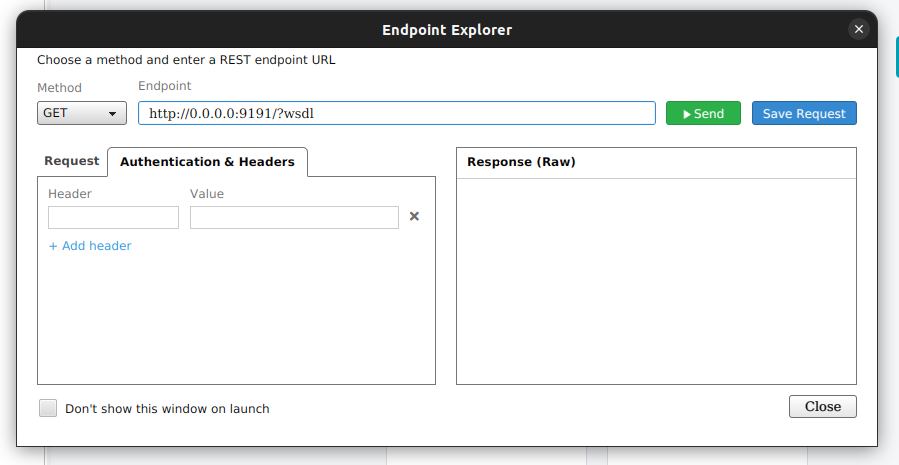 Endpoint Explorer
Choose a method and enter a REST endpoint URL
Method
Endpoint
GET
http://0.0.0.0:9191/?wsdl
Send
Save Request
Request
Authentication & Headers
Response (Raw)
Header
Value
+ Add header
Don't show this window on launch
Close